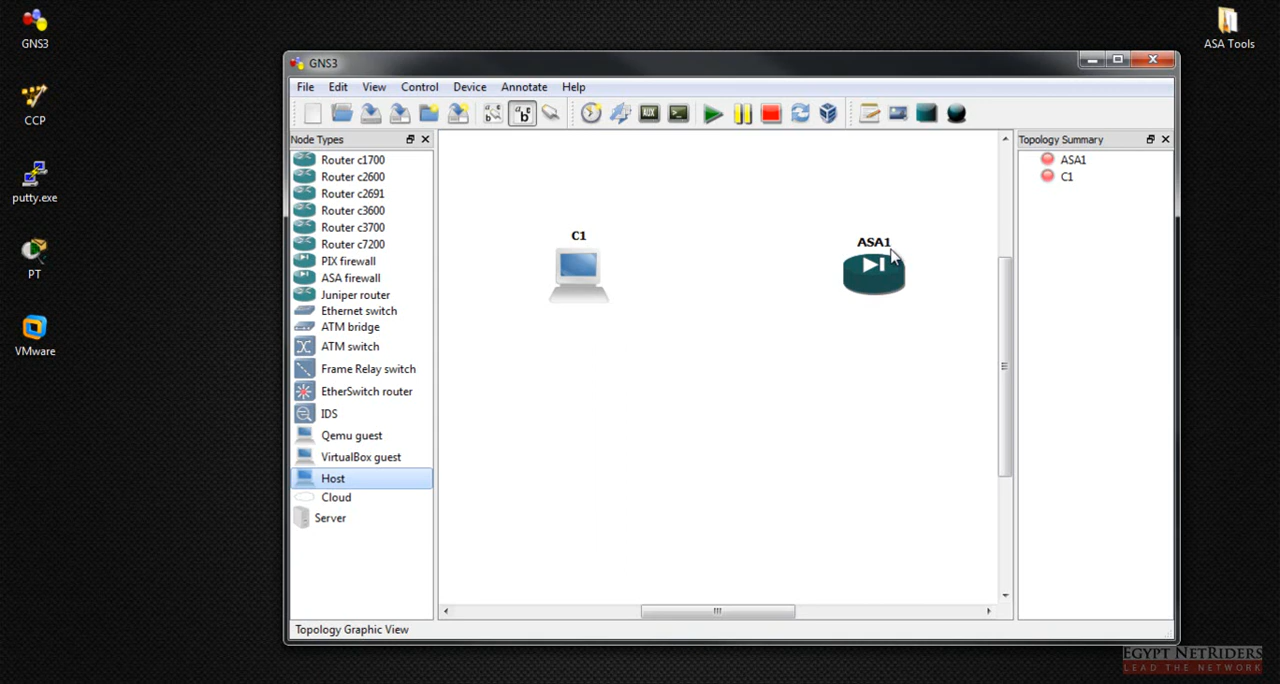 GNS3
CCP
putty.exe
PT
VMware
ASA Tools
GNS3
File Edit View Control Device Annotate Help
AUX
Node Types
Router c1700
Router c2600
Router c2691
Router c3600
Router c3700
Router c7200
PIX firewall
ASA firewall
Juniper router
Ethernet switch
ATM bridge
ATM switch
Frame Relay switch
EtherSwitch router
IDS
Qemu guest
VirtualBox guest
Host
Cloud
Server
C1
ASA1
Topology Summary
ASA1
C1
Topology Graphic View
EGYPT NETRIDERS
LEAD THE NETWORK